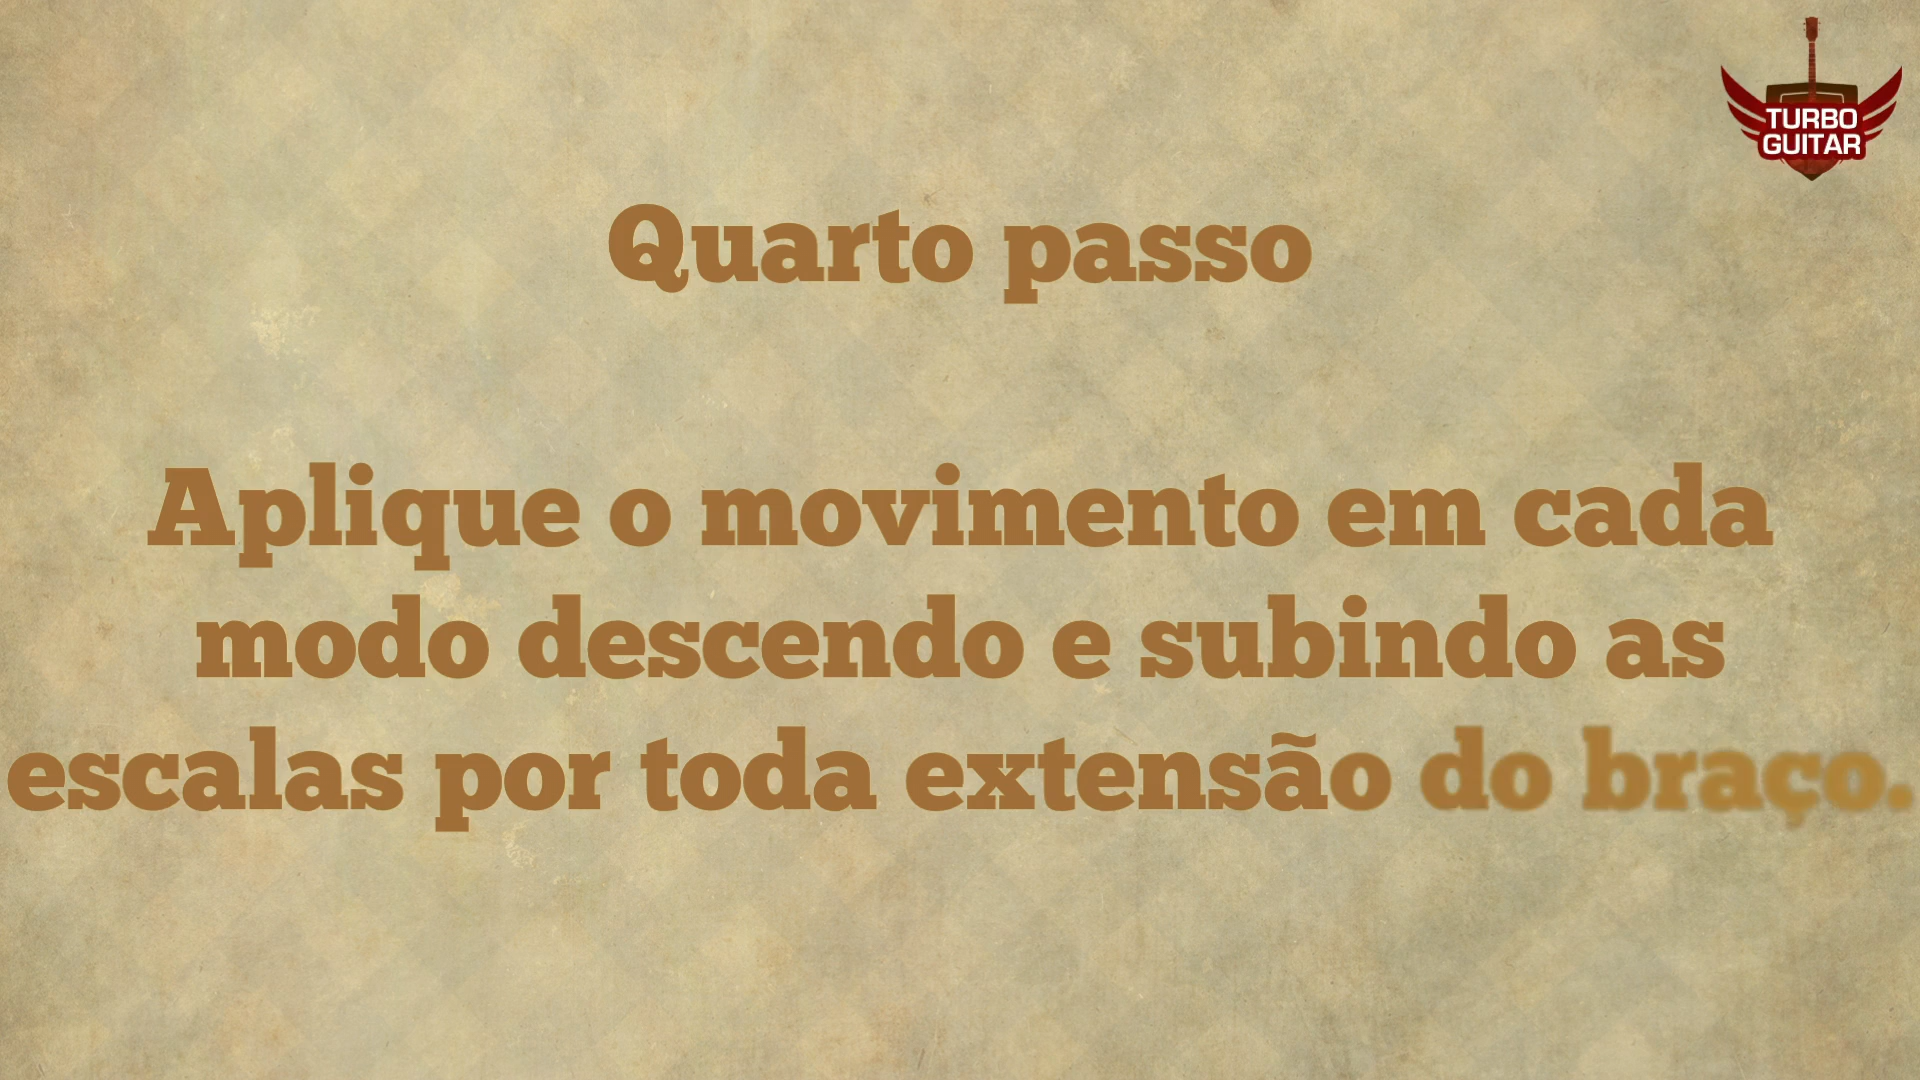 TURBO
GUITAR
Quarto passo
Aplique o movimento em cada
modo descendo e subindo as
escalas por toda extensão do braço.